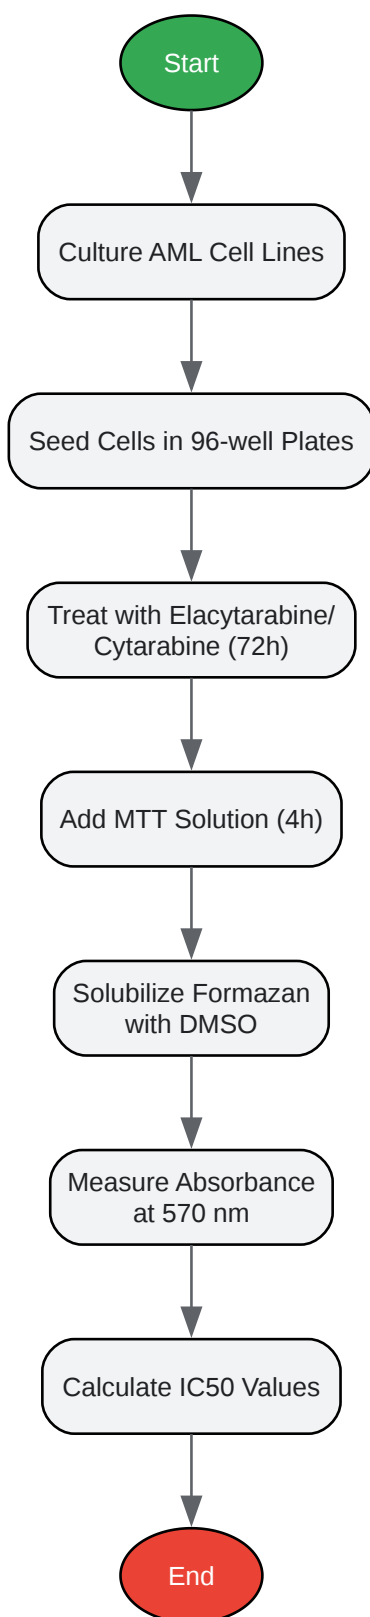 Start
Culture AML Cell Lines
Seed Cells in 96-well Plates
Treat with Elacytarabine/
Cytarabine (72h)
Add MTT Solution (4h)
Solubilize Formazan
with DMSO
Measure Absorbance
at 570 nm
Calculate IC50 Values
End